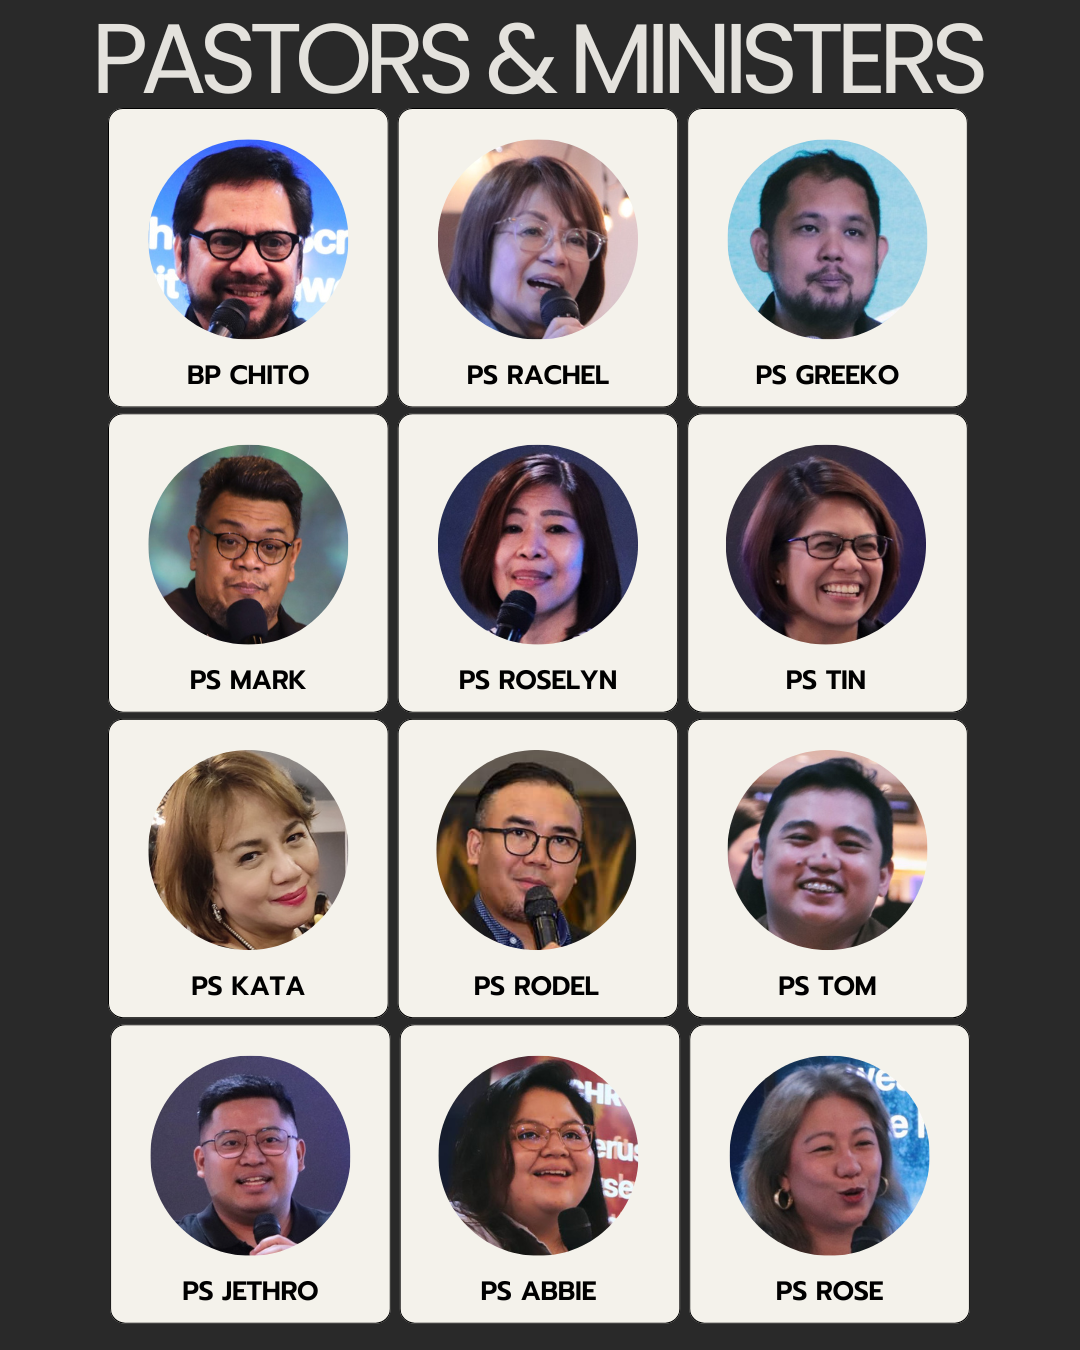 PASTORS & MINISTERS
BP CHITO
PS RACHEL
PS GREEKO
PS MARK
PS ROSELYN
PS TIN
PS KATA
PS RODEL
PS TOM
PS JETHRO
PS ABBIE
PS ROSE